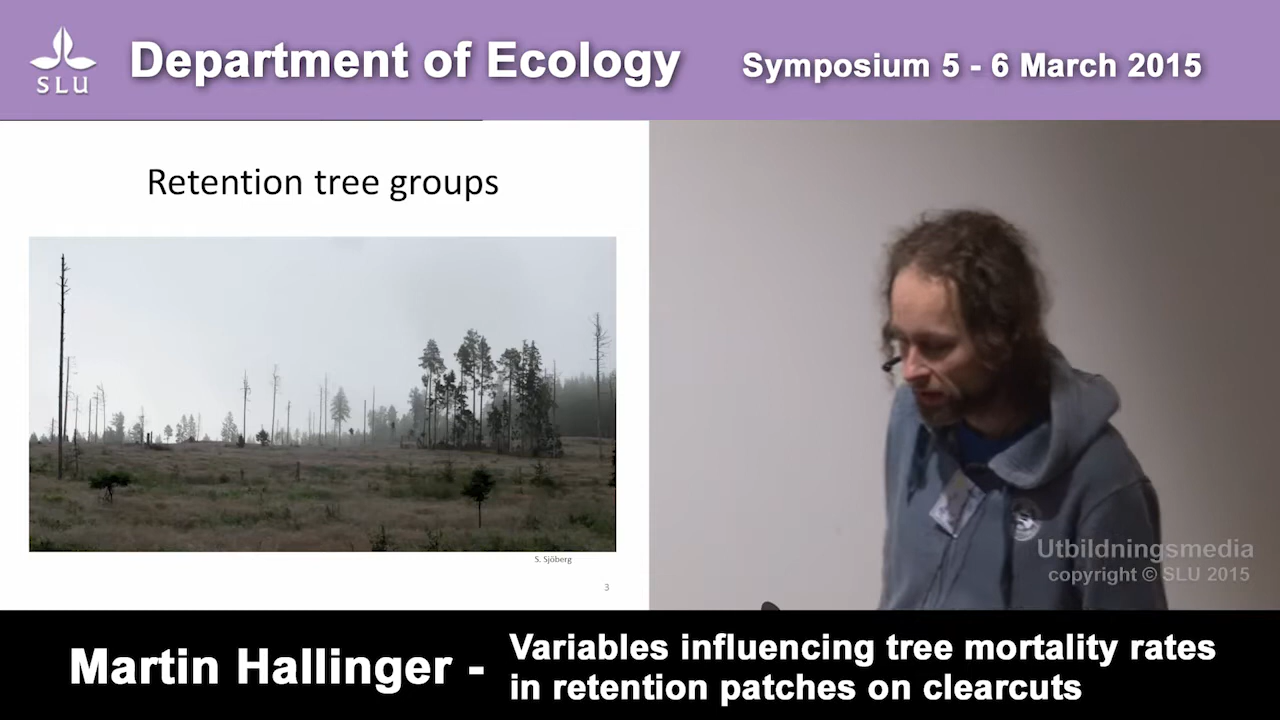 SLU
Department of Ecology
Symposium 5 - 6 March 2015
Retention tree groups
S. Sjöberg
3
Utbildningsmedia
copyright © SLU 2015
Martin Hallinger -
Variables influencing tree mortality rates
in retention patches on clearcuts